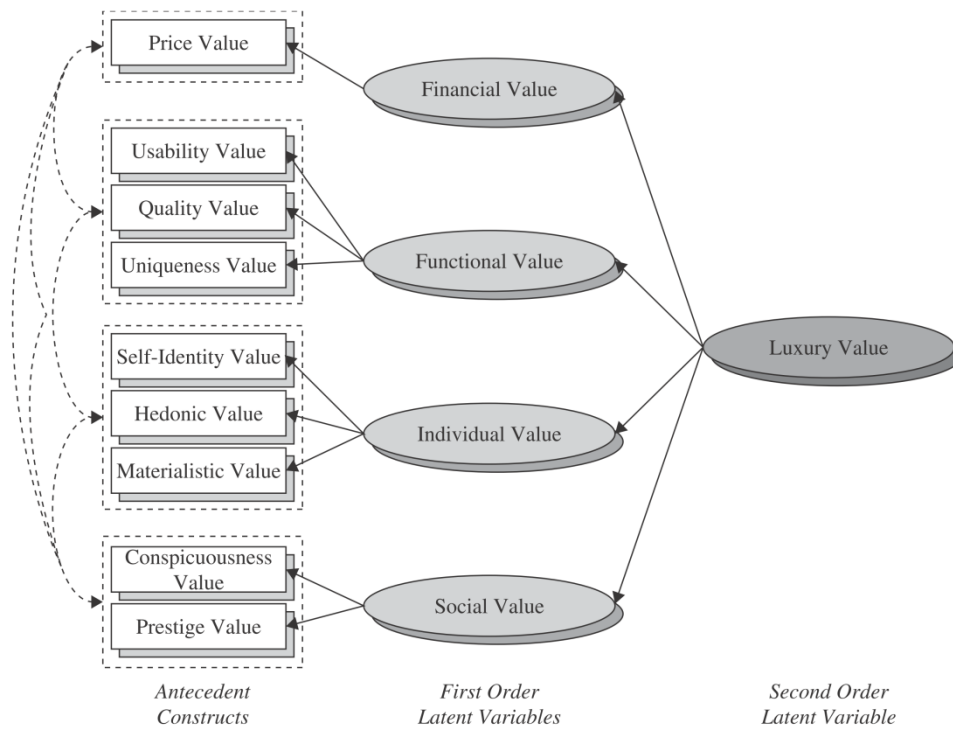 Price Value
Financial Value
Usability Value
Quality Value
Uniqueness Value
Functional Value
Self-Identity Value
Hedonic Value
Materialistic Value
Individual Value
Luxury Value
Conspicuousness
Value
Prestige Value
Social Value
Antecedent
Constructs
First Order
Latent Variables
Second Order
Latent Variable